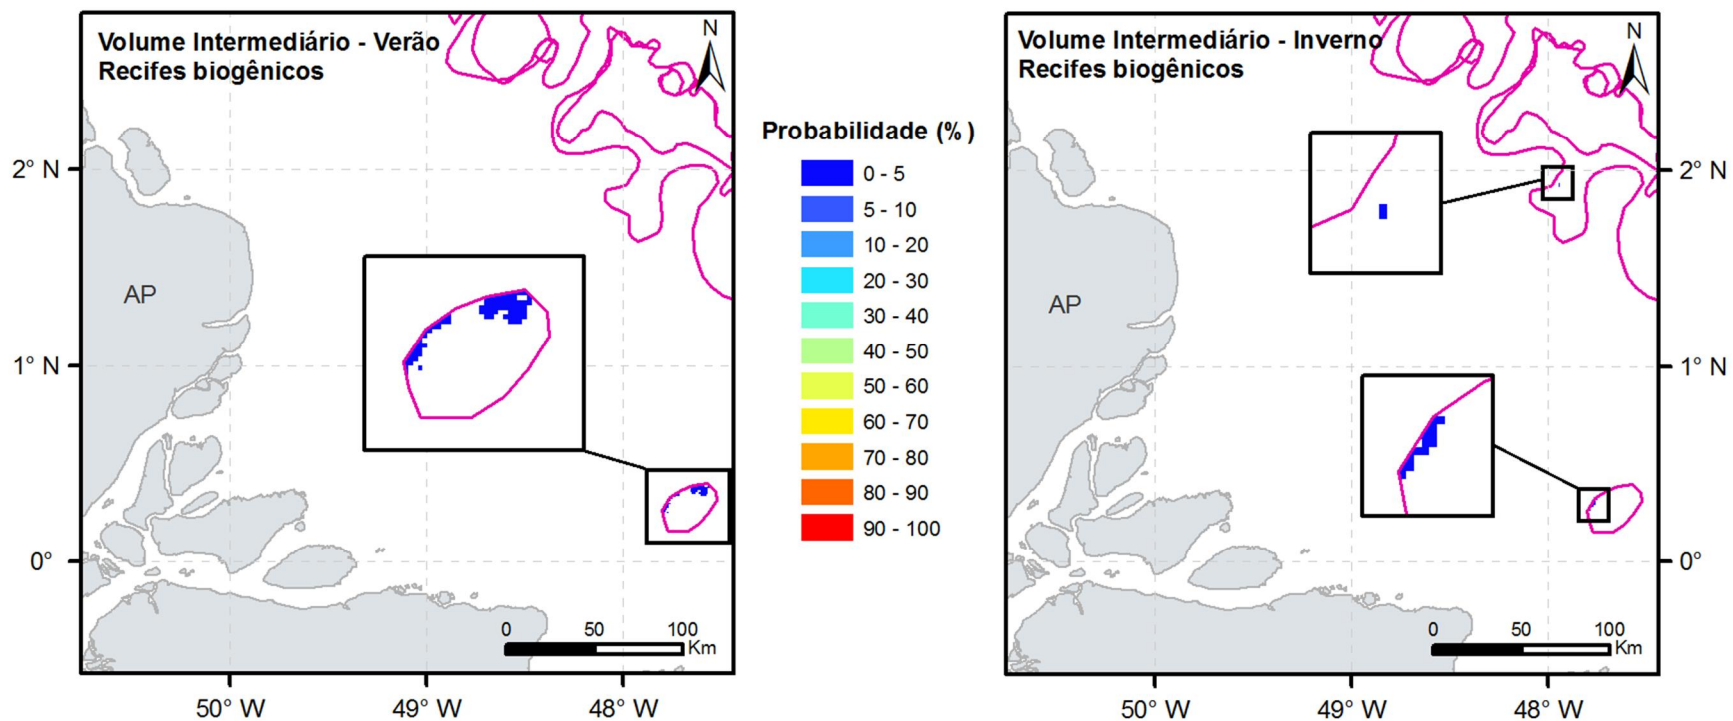 Volume Intermediário - Verão
Recifes biogênicos
N
2° N
1° N
0°
AP
0 50 100
Km
50° W 49° W 48° W
Probabilidade (%)
0 - 5
5 - 10
10 - 20
20 - 30
30 - 40
40 - 50
50 - 60
60 - 70
70 - 80
80 - 90
90 - 100
Volume Intermediário - Inverno
Recifes biogênicos
N
2° N
1° N
0°
AP
0 50 100
Km
50° W 49° W 48° W